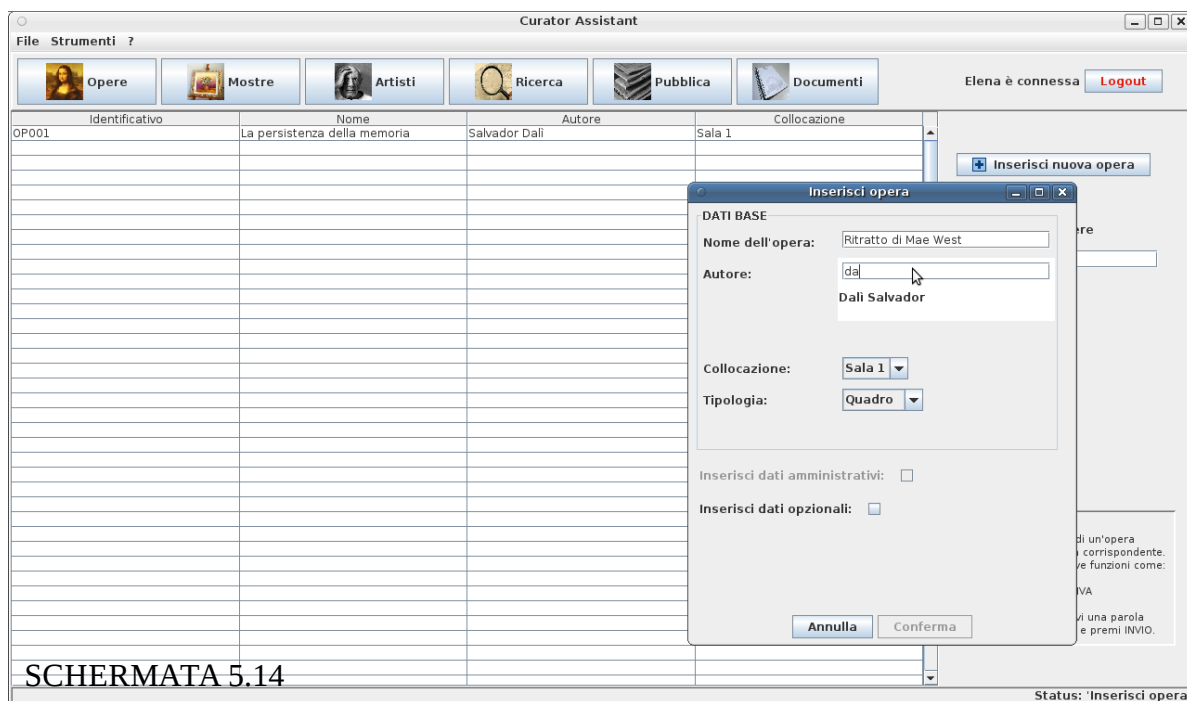 Curator Assistant
File Strumenti ?
Opere Mostre Artisti Ricerca Pubblica Documenti Elena è connessa Logout
Identificativo Nome Autore Collocazione
OP001 La persistenza della memoria Salvador Dalì Sala 1
Inserisci nuova opera
ere
Inserisci opera
DATI BASE
Nome dell'opera: Ritratto di Mae West
Autore: da
Dalì Salvador
Collocazione: Sala 1
Tipologia: Quadro
Inserisci dati amministrativi:
Inserisci dati opzionali:
Annulla Conferma
di un'opera
corrispondente.
ve funzioni come:
IVA
vi una parola
e premi INVIO.
SCHERMATA 5.14
Status: 'Inserisci opera